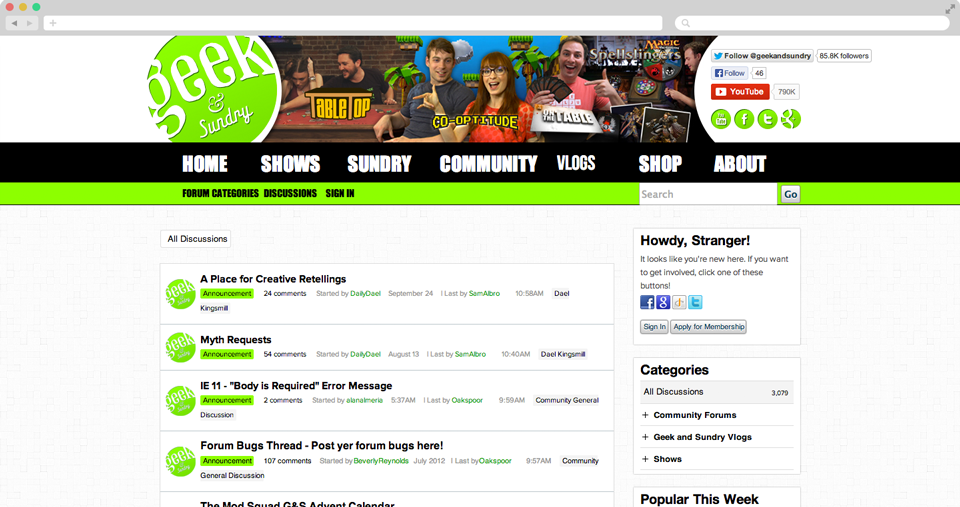 geek
&
Sundry
TABLETOP
CO-OPTITUDE
ON THE TABLE
MAGIC
Spellslingers
Follow @geekandsundry 85.8K followers
Follow 46
YouTube 790K
HOME SHOWS SUNDRY COMMUNITY VLOGS SHOP ABOUT
FORUM CATEGORIES DISCUSSIONS SIGN IN
Search Go
All Discussions
A Place for Creative Retellings
Announcement 24 comments Started by DailyDael September 24 | Last by SamAlbro 10:58AM Dael
Kingsmill
Myth Requests
Announcement 54 comments Started by DailyDael August 13 | Last by SamAlbro 10:40AM Dael Kingsmill
IE 11 - "Body is Required" Error Message
Announcement 2 comments Started by alanalmeria 5:37AM | Last by Oakspoor 9:59AM Community General
Discussion
Forum Bugs Thread - Post yer forum bugs here!
Announcement 107 comments Started by BeverlyReynolds July 2012 | Last by Oakspoor 9:57AM Community
General Discussion
The Mod Squad G&S Advent Calendar
Howdy, Stranger!
It looks like you're new here. If you want
to get involved, click one of these
buttons!
Sign In Apply for Membership
Categories
All Discussions 3,079
+ Community Forums
+ Geek and Sundry Vlogs
+ Shows
Popular This Week